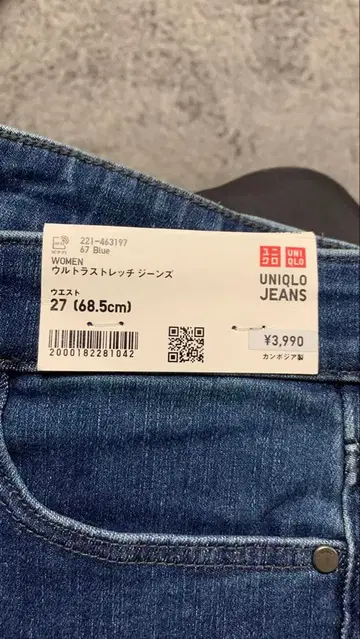 221-463197
67 Blue
WOMEN
ウルトラストレッチ ジーンズ
ウエスト
27 (68.5cm)
2000182281042
ユニクロ
UNIQLO
UNIQLO
JEANS
¥3,990
カンボジア製